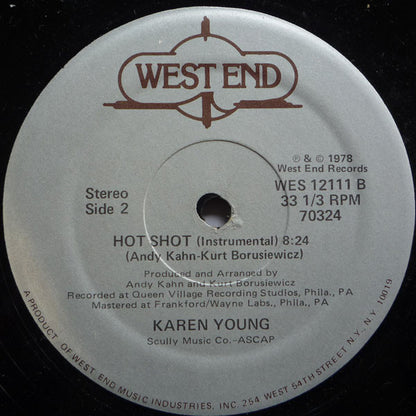 WEST END
℗ & © 1978
West End Records
WES 12111 B
33 1/3 RPM
70324
Stereo
Side 2
HOT SHOT (Instrumental) 8:24
(Andy Kahn-Kurt Borusiewicz)
Produced and Arranged by
Andy Kahn and Kurt Borusiewicz
Recorded at Queen Village Recording Studios, Phila., PA
Mastered at Frankford/Wayne Labs., Phila., PA
KAREN YOUNG
Scully Music Co.-ASCAP
A PRODUCT OF WEST END MUSIC INDUSTRIES, INC. 254 WEST 54TH STREET N.Y., N.Y. 10019